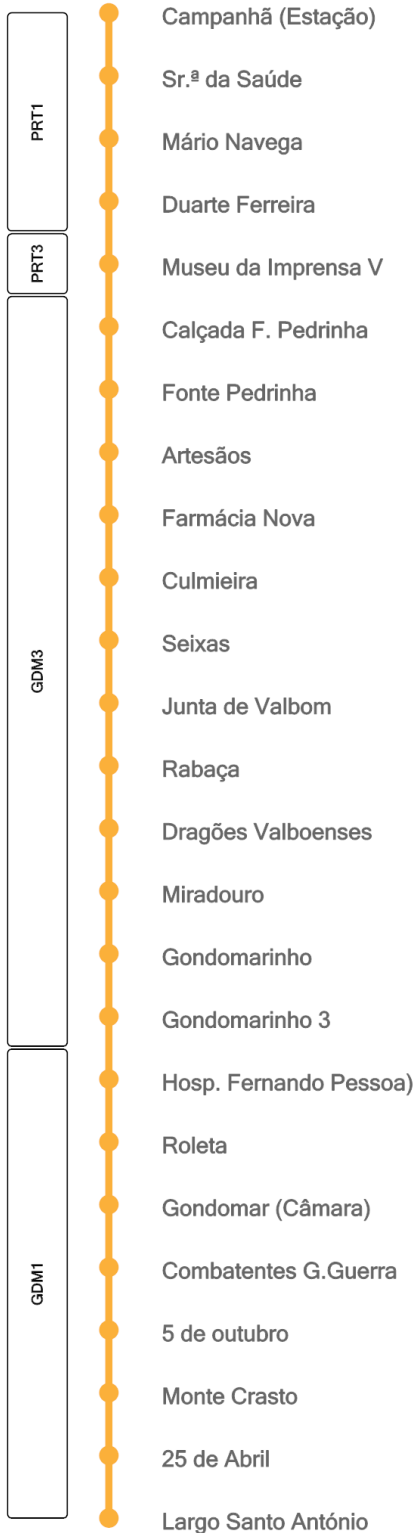 Campanhã (Estação)
Sr.ª da Saúde
Mário Navega
Duarte Ferreira
PRT1
Museu da Imprensa V
PRT3
Calçada F. Pedrinha
Fonte Pedrinha
Artesãos
Farmácia Nova
Culmieira
Seixas
Junta de Valbom
Rabaça
Dragões Valboenses
Miradouro
Gondomarinho
Gondomarinho 3
GDM3
Hosp. Fernando Pessoa)
Roleta
Gondomar (Câmara)
Combatentes G.Guerra
5 de outubro
Monte Crasto
25 de Abril
Largo Santo António
GDM1